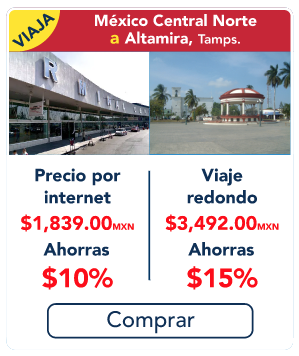 VIAJA
México Central Norte
a Altamira, Tamps.
R M I N A
Precio por
internet
$1,839.00MXN
Ahorras
$10%
Viaje
redondo
$3,492.00MXN
Ahorras
$15%
Comprar